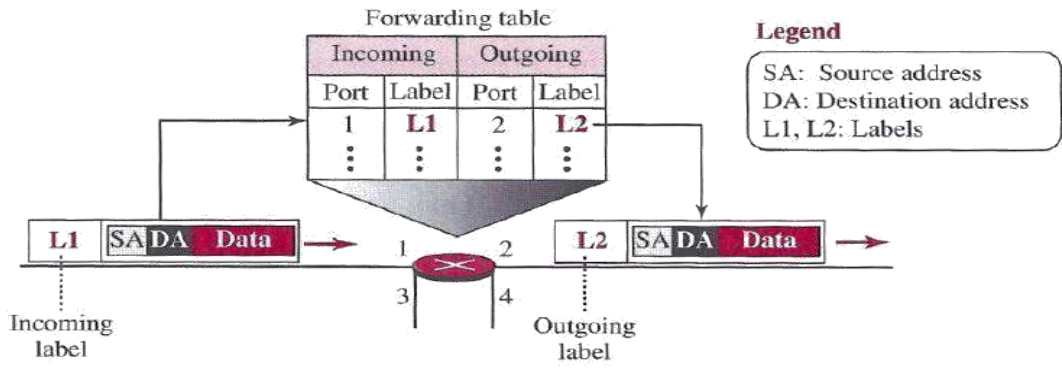 Forwarding table
Incoming Outgoing
Port Label Port Label
1 L1 2 L2
Legend
SA: Source address
DA: Destination address
L1, L2: Labels
L1 SA DA Data
1 2
3 4
L2 SA DA Data
Incoming
label
Outgoing
label